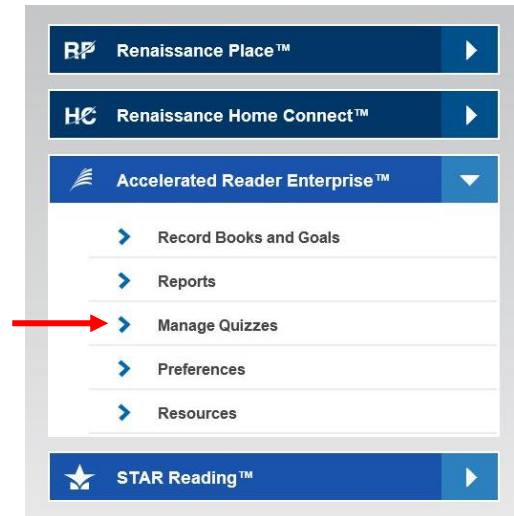 RP Renaissance Place™
HC Renaissance Home Connect™
Accelerated Reader Enterprise™
Record Books and Goals
Reports
Manage Quizzes
Preferences
Resources
STAR Reading™